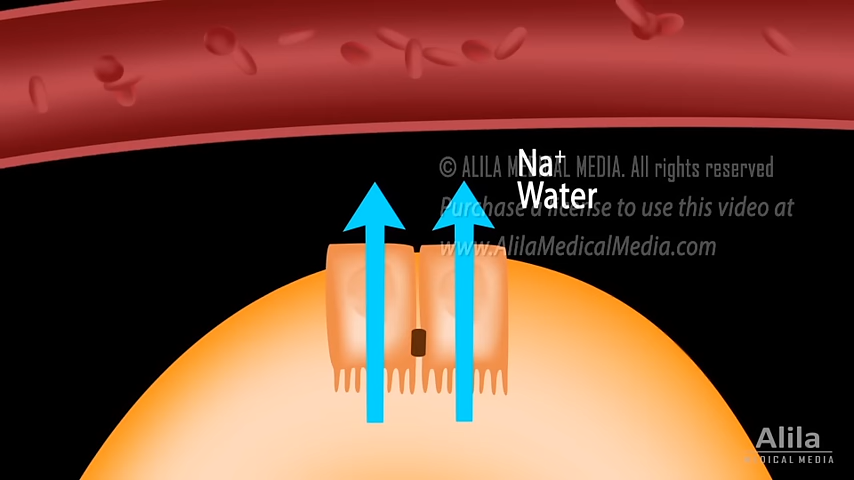 Na⁺
Water
© ALILA MEDICAL MEDIA. All rights reserved
Purchase a license to use this video at
www.AlilaMedicalMedia.com
Alila
MEDICAL MEDIA